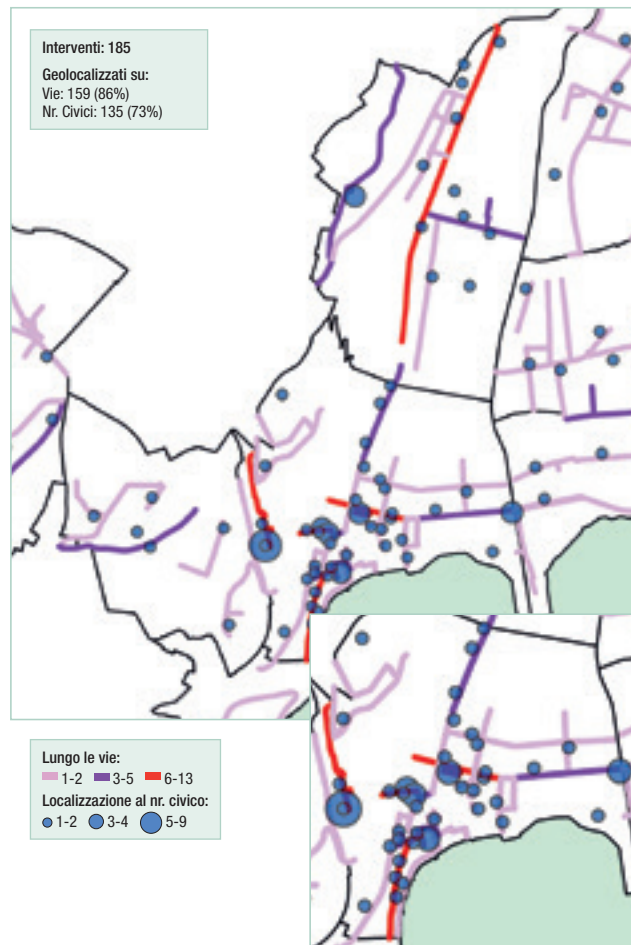 Interventi: 185
Geolocalizzati su:
Vie: 159 (86%)
Nr. Civici: 135 (73%)
Lungo le vie:
1-2 3-5 6-13
Localizzazione al nr. civico:
1-2 3-4 5-9